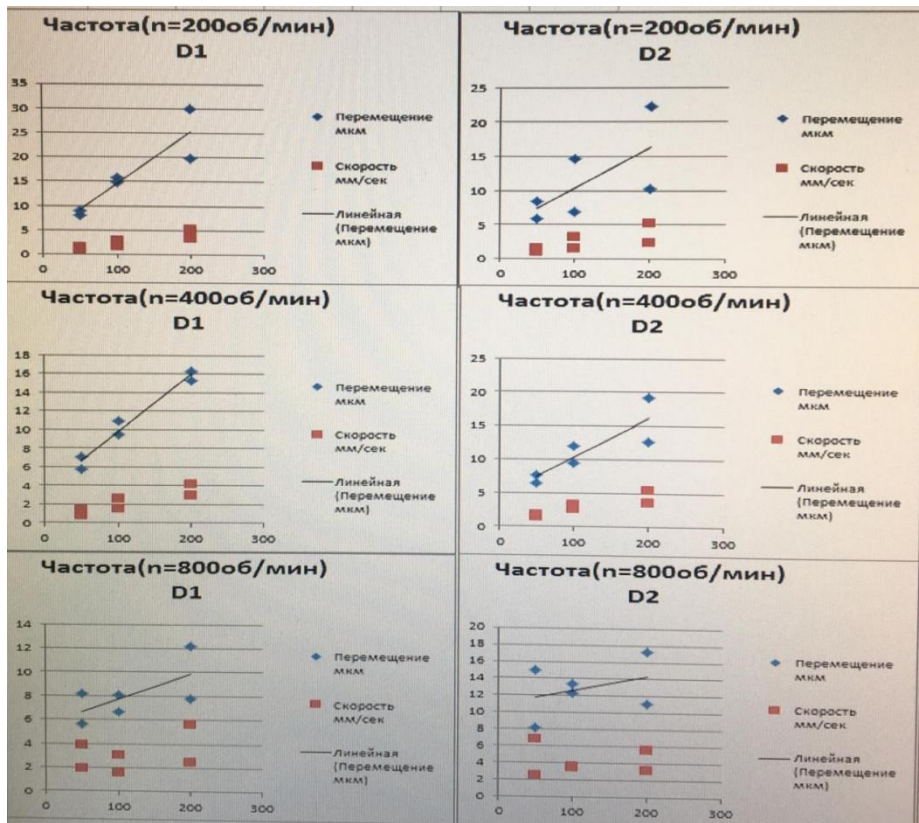 Частота(n=200об/мин)
D1
35
30
25
20
15
10
5
0
0
100
200
300
Перемещение
мкм
Скорость
мм/сек
Линейная
(Перемещение
мкм)
Частота(n=200об/мин)
D2
25
20
15
10
5
0
0
100
200
300
Перемещение
мкм
Скорость
мм/сек
Линейная
(Перемещение
мкм)
Частота(n=400об/мин)
D1
18
16
14
12
10
8
6
4
2
0
0
100
200
300
Перемещение
мкм
Скорость
мм/сек
Линейная
(Перемещение
мкм)
Частота(n=400об/мин)
D2
25
20
15
10
5
0
0
100
200
300
Перемещение
мкм
Скорость
мм/сек
Линейная
(Перемещение
мкм)
Частота(n=800об/мин)
D1
14
12
10
8
6
4
2
0
0
100
200
300
Перемещение
мкм
Скорость
мм/сек
Линейная
(Перемещение
мкм)
Частота(n=800об/мин)
D2
20
18
16
14
12
10
8
6
4
2
0
0
100
200
300
Перемещение
мкм
Скорость
мм/сек
Линейная
(Перемещение
мкм)